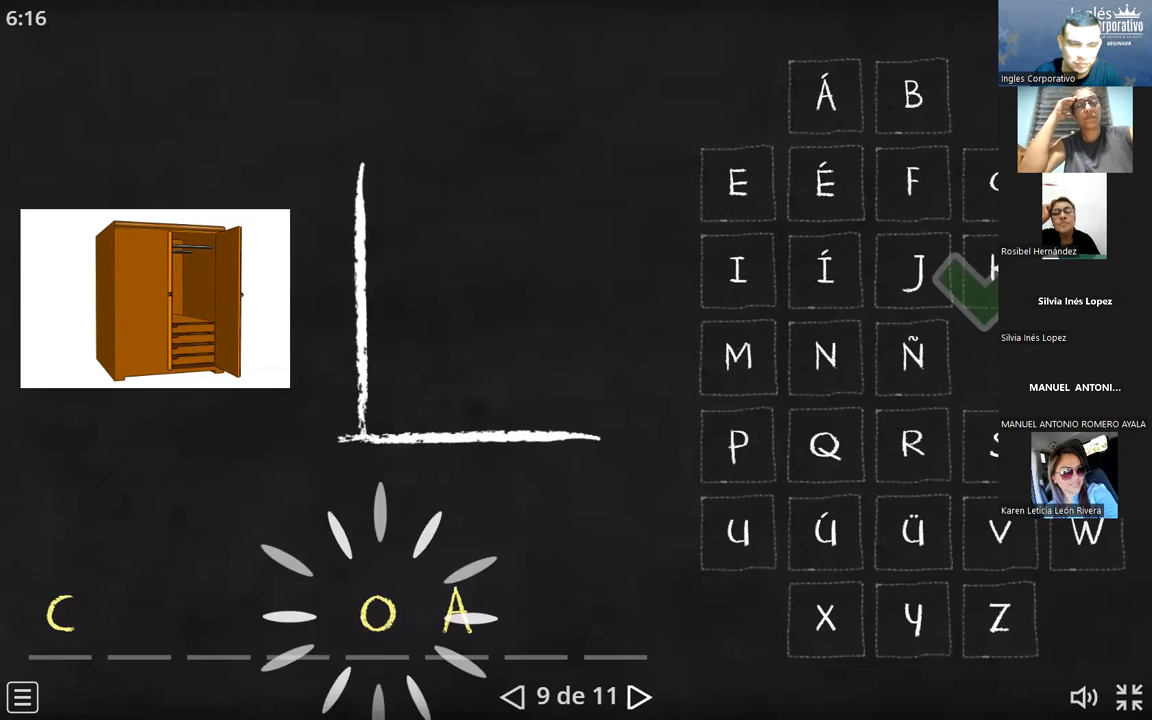 6:16
Á B
E É F
I Í J
M N Ñ
P Q R
U Ú Ü V W
X Y Z
C O A
9 de 11
Inglés
Corporativo
BEGINNER
Ingles Corporativo
Rosibel Hernández
Silvia Inés Lopez
Silvia Inés Lopez
MANUEL ANTONI...
MANUEL ANTONIO ROMERO AYALA
Karen Leticia León Rivera